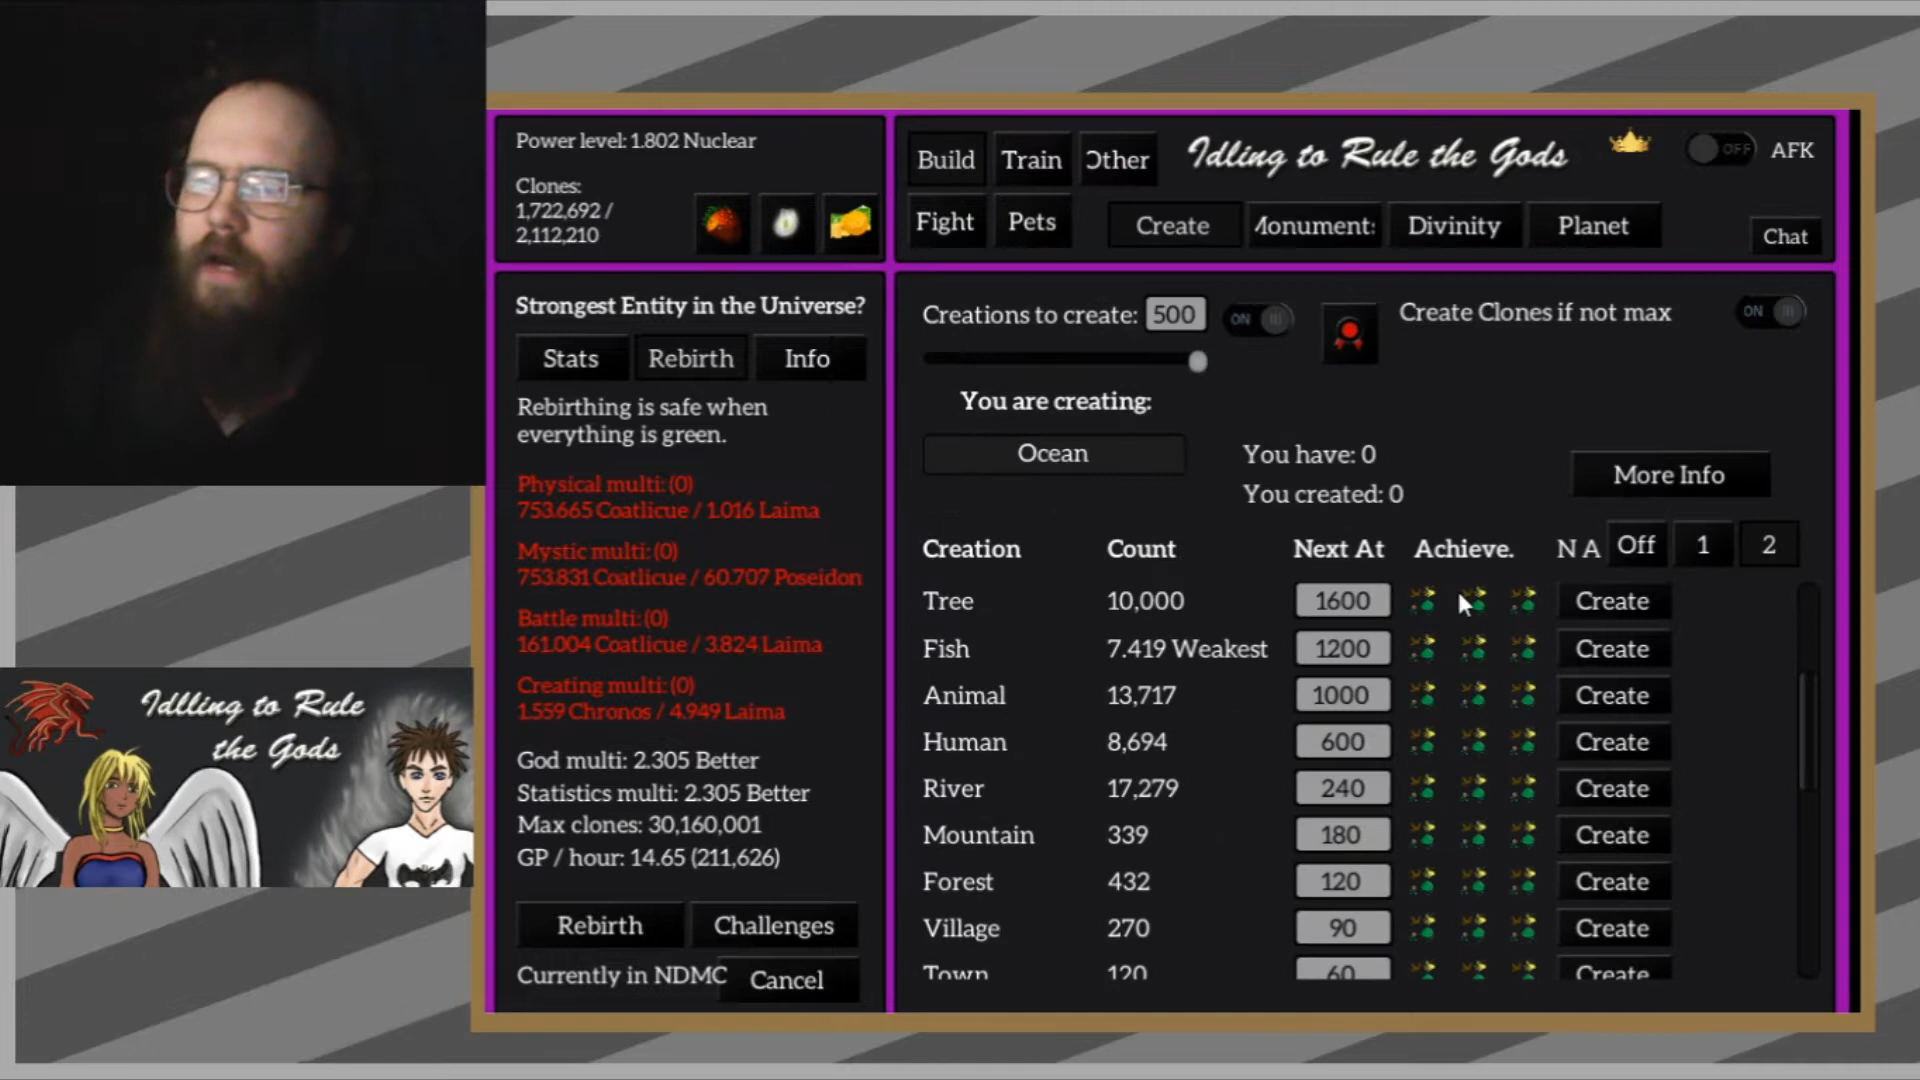 Power level: 1.802 Nuclear
Clones:
1,722,692 /
2,112,210
Build
Train
Other
Idling to Rule the Gods
OFF
AFK
Fight
Pets
Create
Monument:
Divinity
Planet
Chat
Strongest Entity in the Universe?
Stats
Rebirth
Info
Rebirthing is safe when
everything is green.
Physical multi: (0)
753.665 Coatlicue / 1.016 Laima
Mystic multi: (0)
753.831 Coatlicue / 60.707 Poseidon
Battle multi: (0)
161.004 Coatlicue / 3.824 Laima
Creating multi: (0)
1.559 Chronos / 4.949 Laima
God multi: 2.305 Better
Statistics multi: 2.305 Better
Max clones: 30,160,001
GP / hour: 14.65 (211,626)
Rebirth
Challenges
Currently in NDMC
Cancel
Creations to create: 500
ON
Create Clones if not max
ON
You are creating:
Ocean
You have: 0
You created: 0
More Info
Creation Count Next At Achieve. N A Off 1 2
Tree 10,000 1600 Create
Fish 7.419 Weakest 1200 Create
Animal 13,717 1000 Create
Human 8,694 600 Create
River 17,279 240 Create
Mountain 339 180 Create
Forest 432 120 Create
Village 270 90 Create
Town 120 60 Create
Idlling to Rule
the Gods